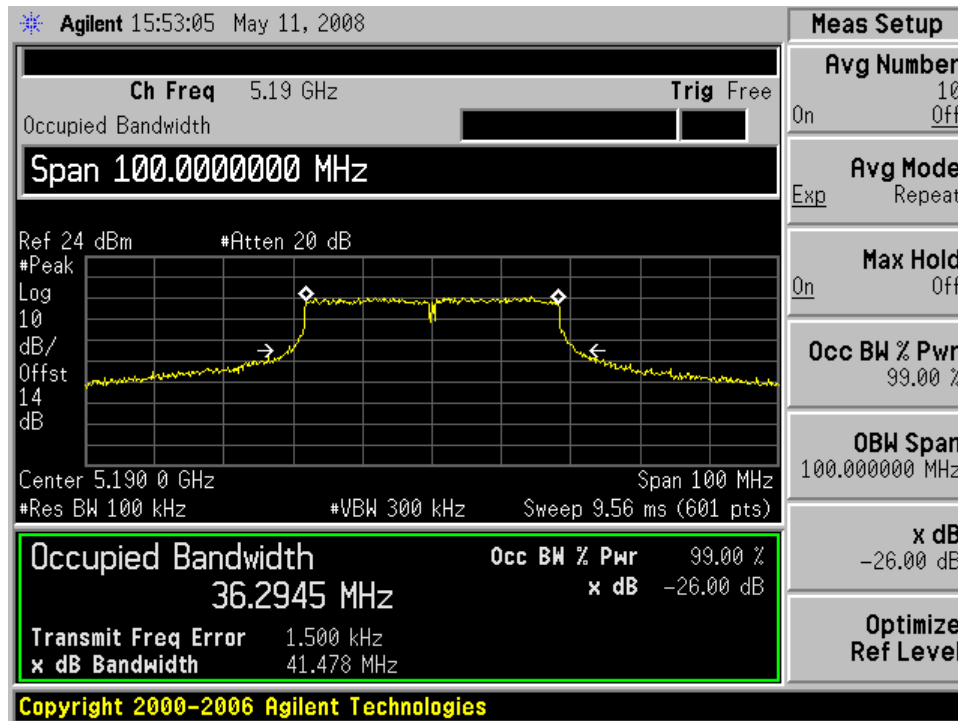 Agilent 15:53:05 May 11, 2008
Meas Setup
Ch Freq 5.19 GHz Trig Free
Occupied Bandwidth
Span 100.0000000 MHz
Ref 24 dBm #Atten 20 dB
#Peak
Log
10
dB/
Offst
14
dB
Center 5.190 0 GHz Span 100 MHz
#Res BW 100 kHz #VBW 300 kHz Sweep 9.56 ms (601 pts)
Occupied Bandwidth
36.2945 MHz
Occ BW % Pwr 99.00 %
x dB -26.00 dB
Transmit Freq Error 1.500 kHz
x dB Bandwidth 41.478 MHz
Copyright 2000-2006 Agilent Technologies
Avg Number
10
On Off
Avg Mode
Exp Repeat
Max Hold
On Off
Occ BW % Pwr
99.00 %
OBW Span
100.000000 MHz
x dB
-26.00 dB
Optimize
Ref Level